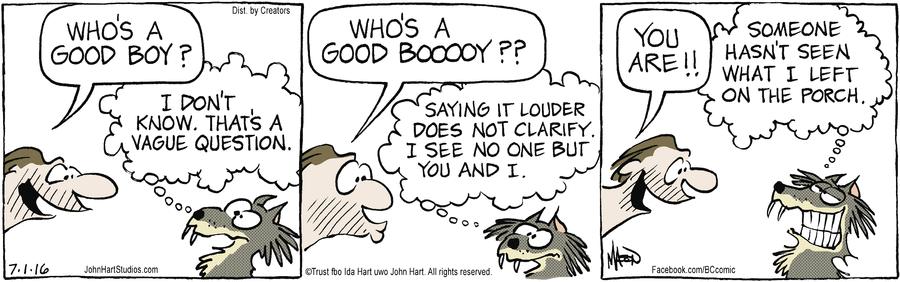 Dist. by Creators
WHO'S A
GOOD BOY?
I DON'T
KNOW. THAT'S A
VAGUE QUESTION.
7.1.16
JohnHartStudios.com
WHO'S A
GOOD BOOOOY??
SAYING IT LOUDER
DOES NOT CLARIFY.
I SEE NO ONE BUT
YOU AND I.
©Trust fbo Ida Hart uwo John Hart. All rights reserved.
YOU
ARE!!
SOMEONE
HASN'T SEEN
WHAT I LEFT
ON THE PORCH.
Facebook.com/BCcomic